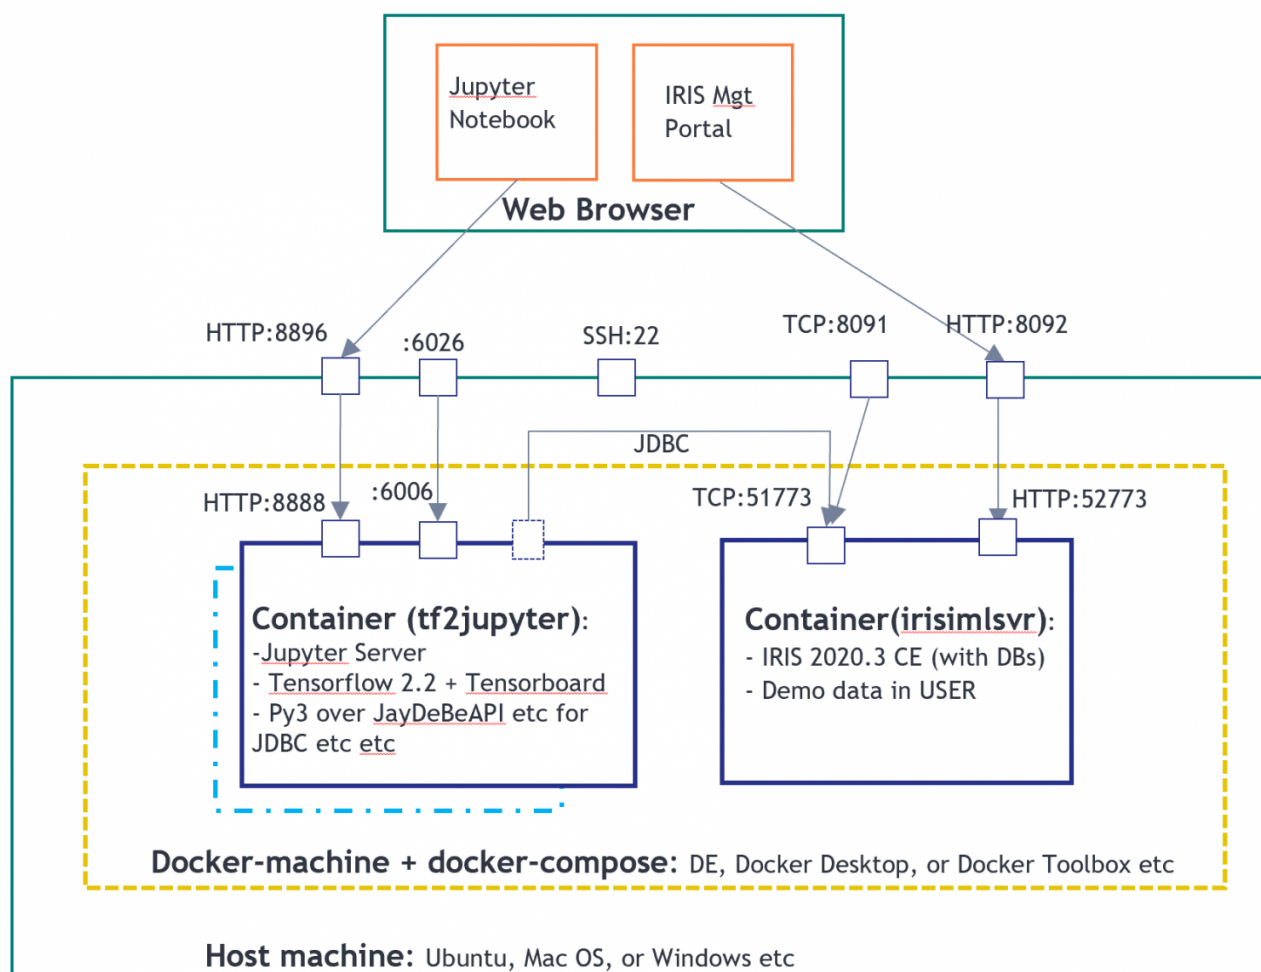 Jupyter
Notebook
IRIS Mgt
Portal
Web Browser
HTTP:8896
:6026
SSH:22
TCP:8091
HTTP:8092
JDBC
HTTP:8888
:6006
TCP:51773
HTTP:52773
Container (tf2jupyter):
-Jupyter Server
- Tensorflow 2.2 + Tensorboard
- Py3 over JayDeBeAPI etc for
JDBC etc etc
Container(irisimlsvr):
- IRIS 2020.3 CE (with DBs)
- Demo data in USER
Docker-machine + docker-compose: DE, Docker Desktop, or Docker Toolbox etc
Host machine: Ubuntu, Mac OS, or Windows etc